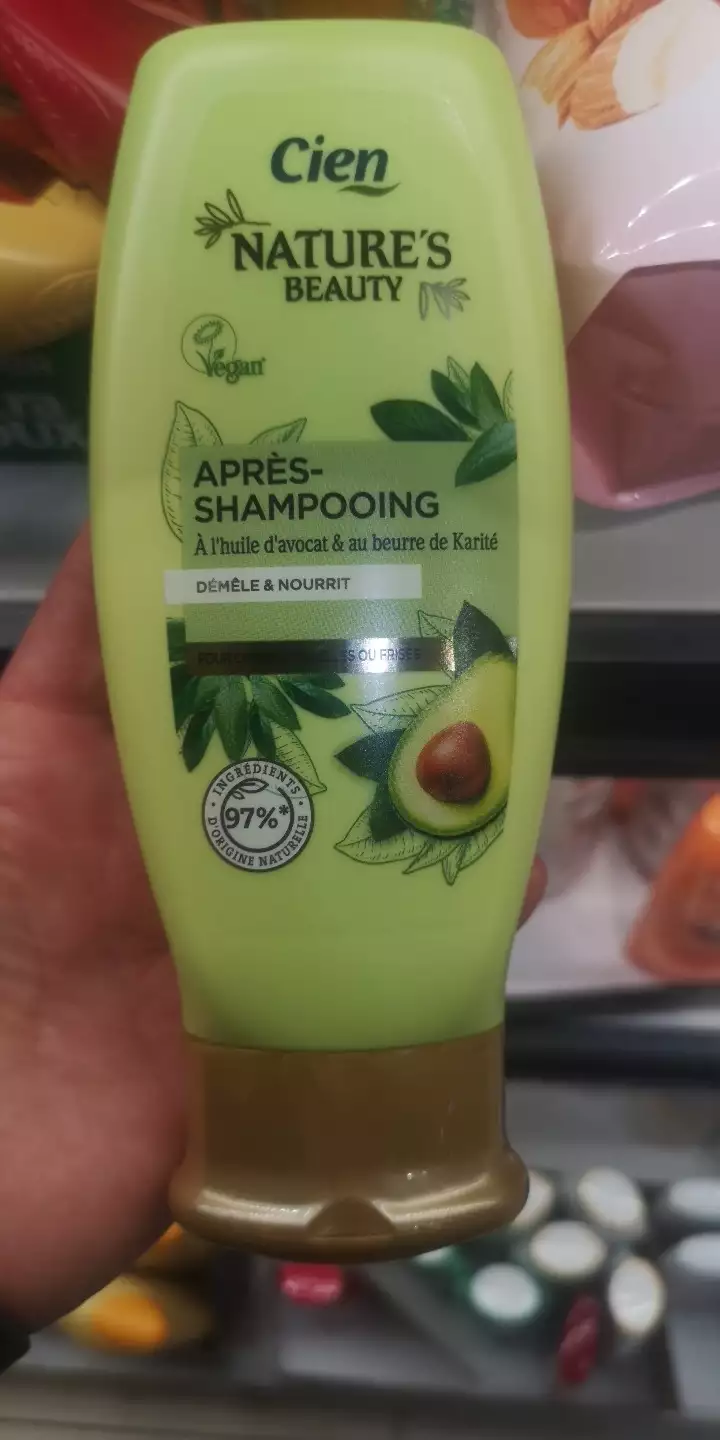 Cien
NATURE'S
BEAUTY
Vegan
APRÈS-
SHAMPOOING
À l'huile d'avocat & au beurre de Karité
DÉMÊLE & NOURRIT
OU FRISÉS
INGRÉDIENTS
97%*
D'ORIGINE NATURELLE